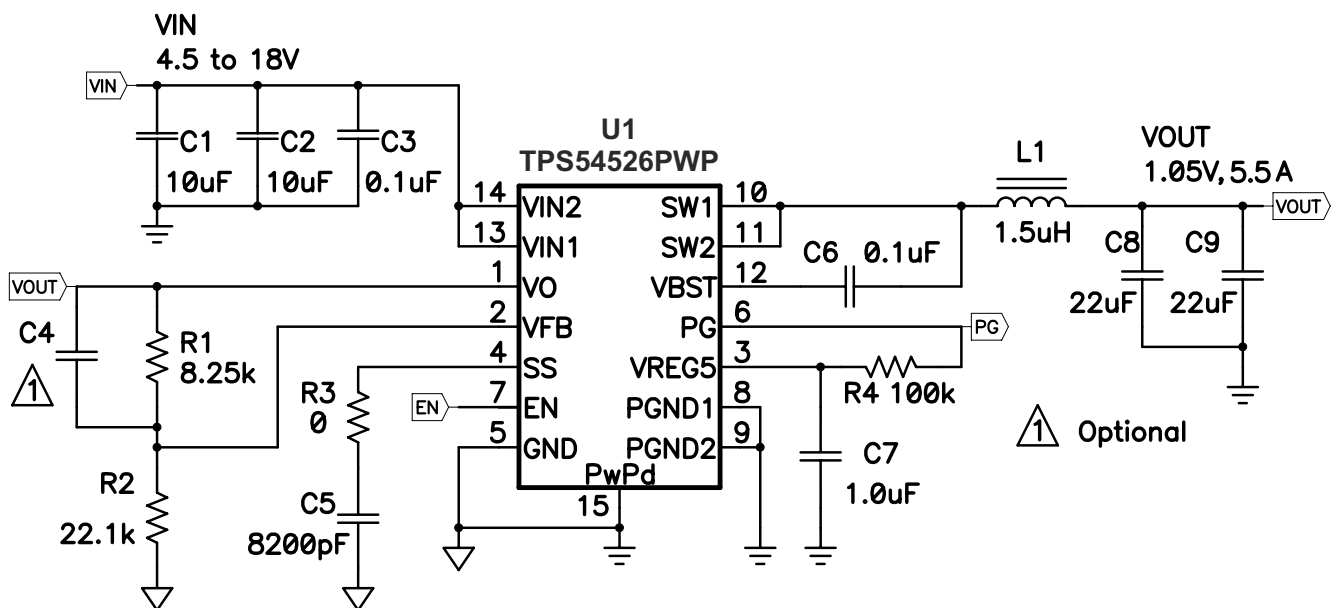 VIN
4.5 to 18V
VIN
C1
10uF
C2
10uF
C3
0.1uF
U1
TPS54526PWP
14
VIN2
13
VIN1
1
VO
2
VFB
4
SS
7
EN
5
GND
SW1
10
SW2
11
VBST
12
PG
6
VREG5
3
PGND1
8
PGND2
9
PwPd
15
L1
1.5uH
VOUT
1.05V, 5.5 A
VOUT
C6
0.1uF
C8
22uF
C9
22uF
PG
R4 100k
C7
1.0uF
1 Optional
VOUT
C4
1
R1
8.25k
R2
22.1k
R3
0
EN
C5
8200pF